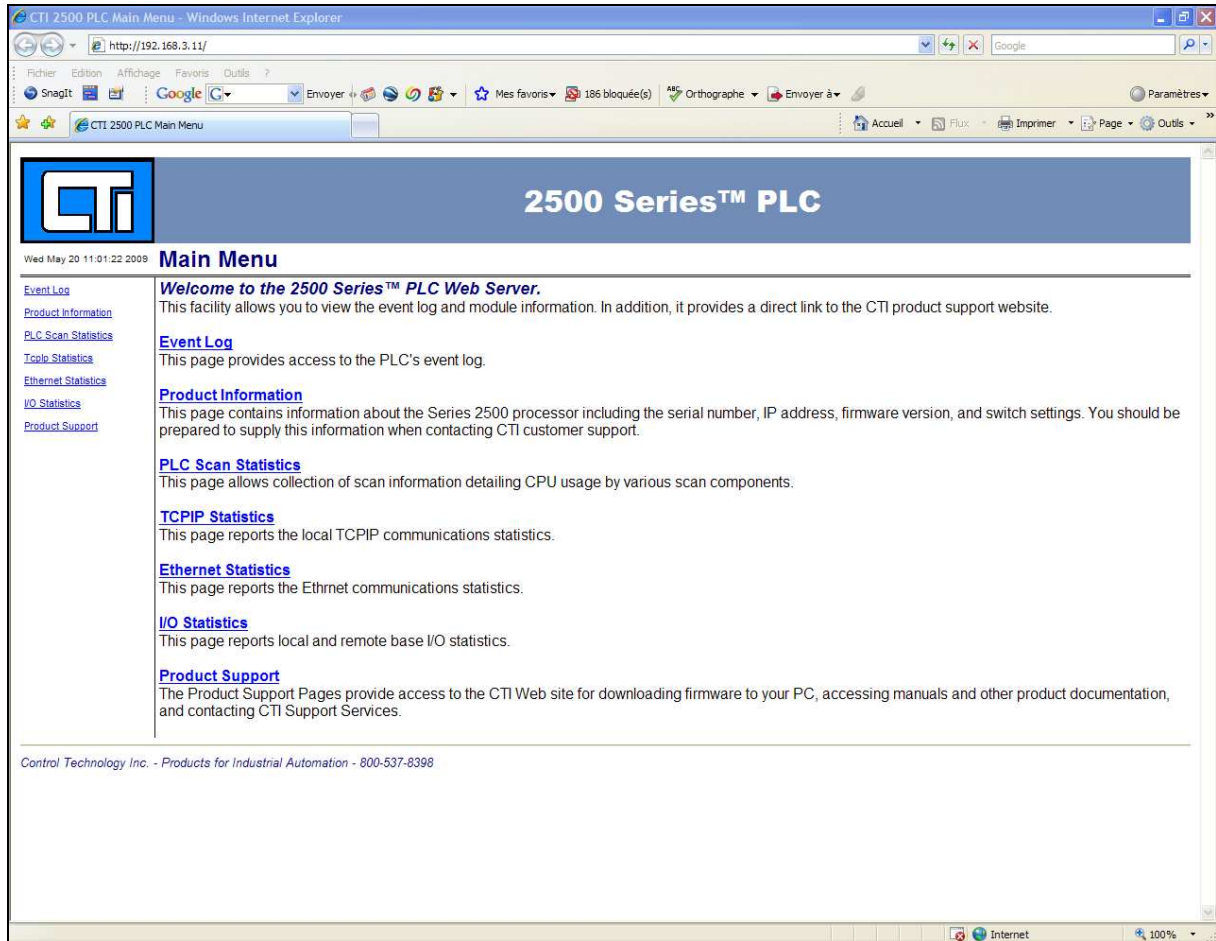 CTI 2500 PLC Main Menu - Windows Internet Explorer
http://192.168.3.11/
Google
Fichier Edition Affichage Favoris Outils ?
SnagIt Google G Envoyer Mes favoris 186 bloquée(s) ABC Orthographe Envoyer à Paramètres
CTI 2500 PLC Main Menu Accueil Flux Imprimer Page Outils »
CTi
2500 Series™ PLC
Wed May 20 11:01:22 2009
Main Menu
Event Log
Product Information
PLC Scan Statistics
TcpIp Statistics
Ethernet Statistics
I/O Statistics
Product Support
Welcome to the 2500 Series™ PLC Web Server.
This facility allows you to view the event log and module information. In addition, it provides a direct link to the CTI product support website.
Event Log
This page provides access to the PLC's event log.
Product Information
This page contains information about the Series 2500 processor including the serial number, IP address, firmware version, and switch settings. You should be
prepared to supply this information when contacting CTI customer support.
PLC Scan Statistics
This page allows collection of scan information detailing CPU usage by various scan components.
TCPIP Statistics
This page reports the local TCPIP communications statistics.
Ethernet Statistics
This page reports the Ethrnet communications statistics.
I/O Statistics
This page reports local and remote base I/O statistics.
Product Support
The Product Support Pages provide access to the CTI Web site for downloading firmware to your PC, accessing manuals and other product documentation,
and contacting CTI Support Services.
Control Technology Inc. - Products for Industrial Automation - 800-537-8398
Internet 100%